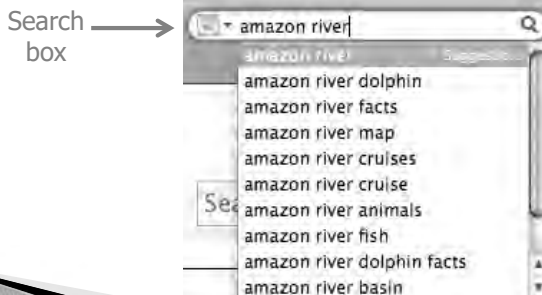 Search
box
amazon river
amazon river
amazon river dolphin
amazon river facts
amazon river map
amazon river cruises
amazon river cruise
Sea
amazon river animals
amazon river fish
amazon river dolphin facts
amazon river basin